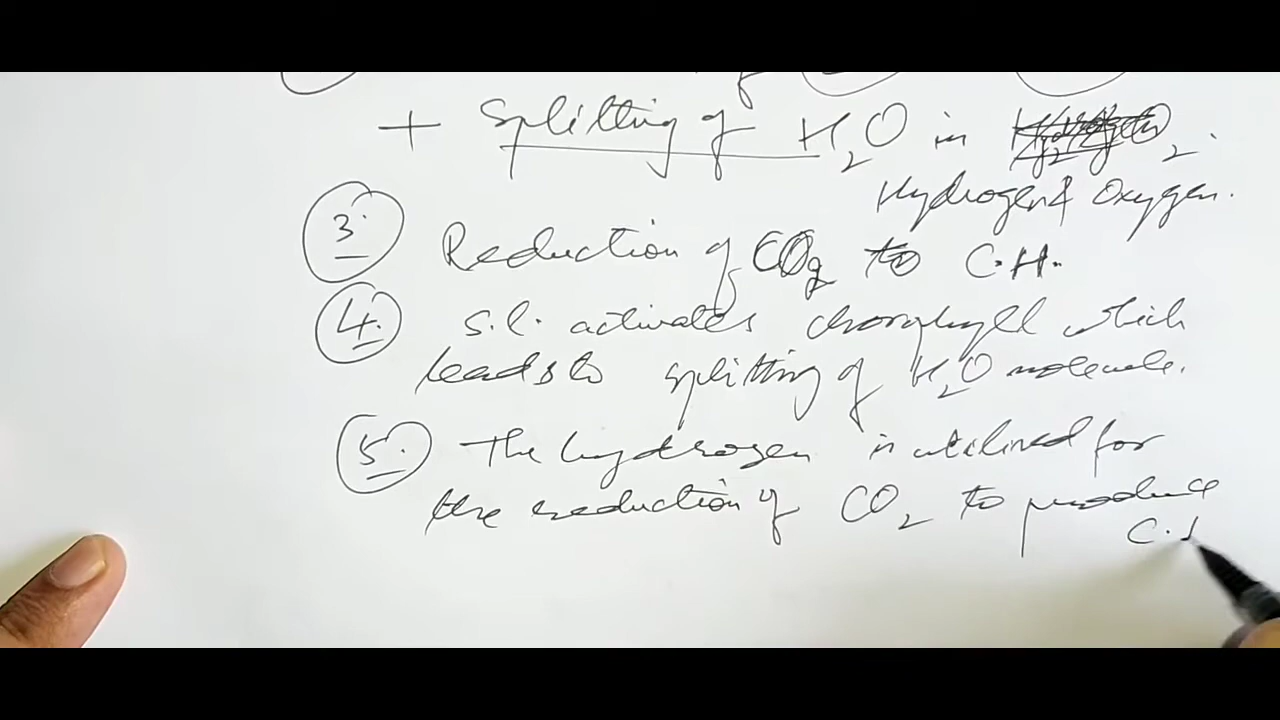 + Splitting of H₂O in
Hydrogen & Oxygen.
3. Reduction of CO₂ to C.H.
4. S.l. activates chorophyll which
leads to splitting of H₂O molecule.
5. The hydrogen is utilised for
the reduction of CO₂ to produce
C.